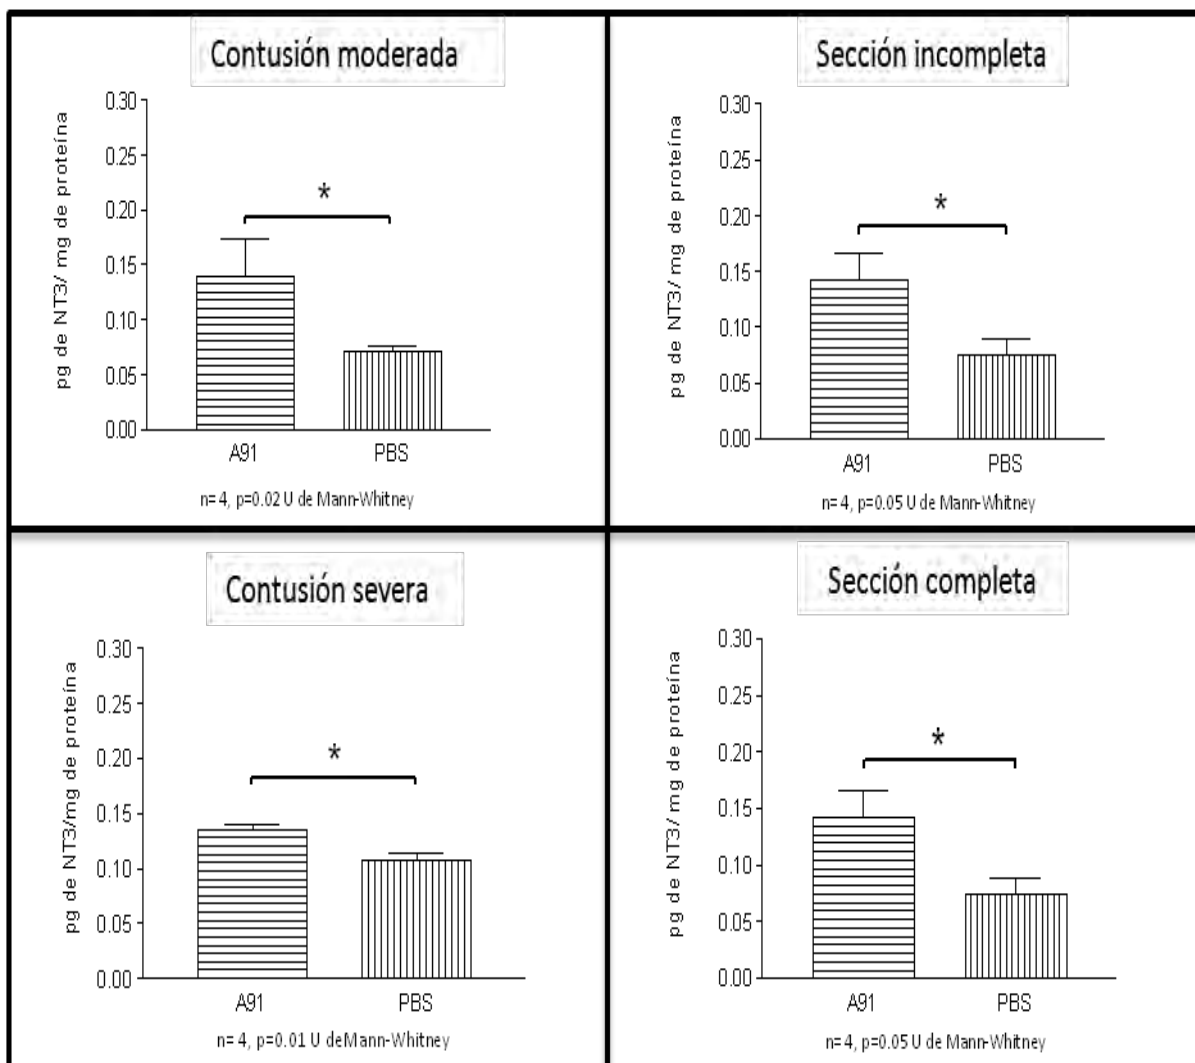 Contusión moderada
pg de NT3/ mg de proteína
0.30
0.25
0.20
0.15
0.10
0.05
0.00
*
A91 PBS
n= 4, p=0.02 U de Mann-Whitney
Sección incompleta
pg de NT3/ mg de proteína
0.30
0.25
0.20
0.15
0.10
0.05
0.00
*
A91 PBS
n= 4, p=0.05 U de Mann-Whitney
Contusión severa
pg de NT3/mg de proteína
0.30
0.25
0.20
0.15
0.10
0.05
0.00
*
A91 PBS
n= 4, p=0.01 U deMann-Whitney
Sección completa
pg de NT3/ mg de proteína
0.30
0.25
0.20
0.15
0.10
0.05
0.00
*
A91 PBS
n= 4, p=0.05 U de Mann-Whitney